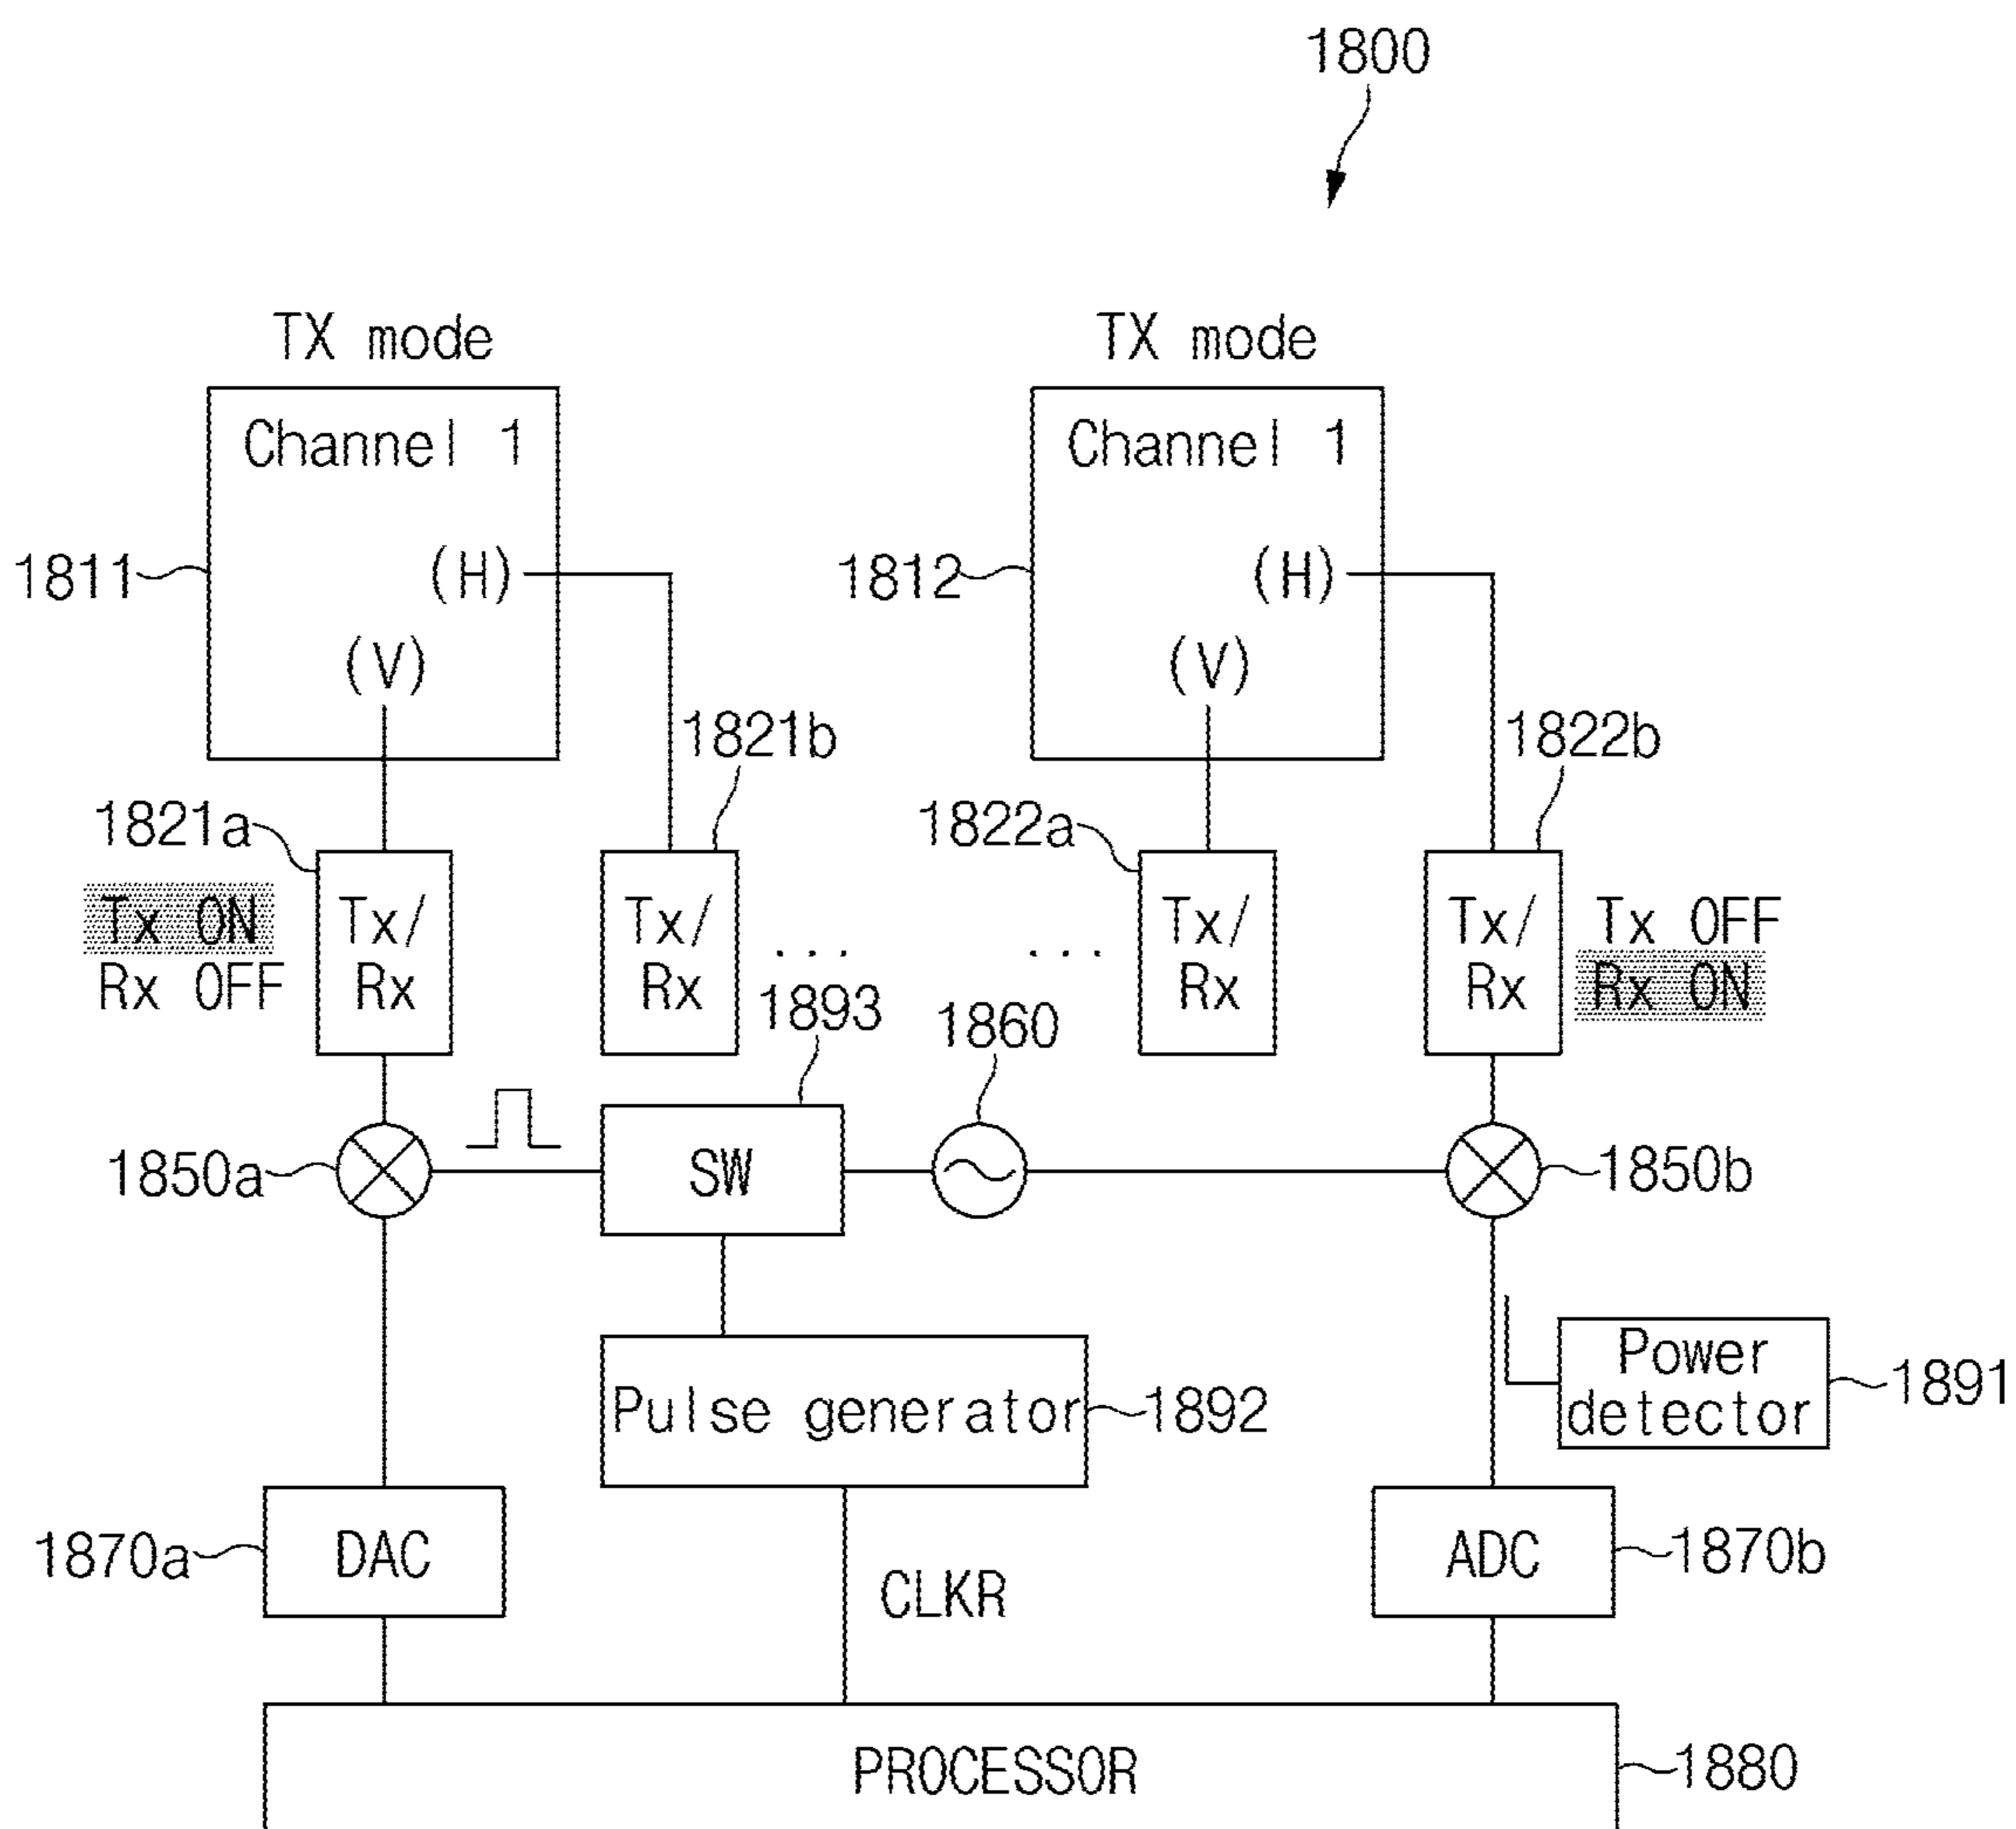 1800
TX mode
TX mode
Channel 1
Channel 1
1811
(H)
1812
(H)
(V)
(V)
1821b
1822b
1821a
1822a
Tx ON
Rx OFF
Tx/
Rx
Tx/
Rx
...
...
Tx/
Rx
Tx/
Rx
Tx OFF
Rx ON
1893
1860
1850a
SW
1850b
Pulse generator
1892
Power
detector
1891
1870a
DAC
CLKR
ADC
1870b
PROCESSOR
1880